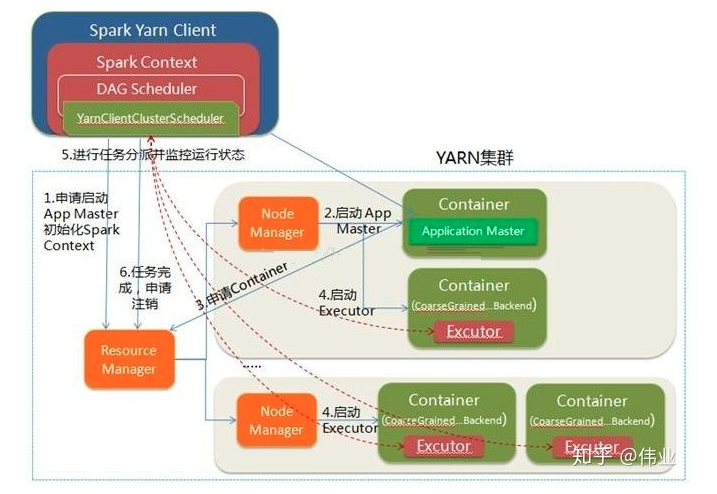 Spark Yarn Client
Spark Context
DAG Scheduler
YarnClientClusterScheduler
5.进行任务分派并监控运行状态
YARN集群
1.申请启动
App Master
初始化Spark
Context
6.任务完
成，申请
注销
Resource
Manager
Node
Manager
2.启动 App
Master
3.申请Container
Container
Application Master
4.启动
Executor
Container
(CoarseGrained...Backend)
Excutor
.....
Node
Manager
4.启动
Executor
Container
(CoarseGrained...Backend)
Excutor
Container
(CoarseGrained...Backend)
Excuter
知乎 @伟业